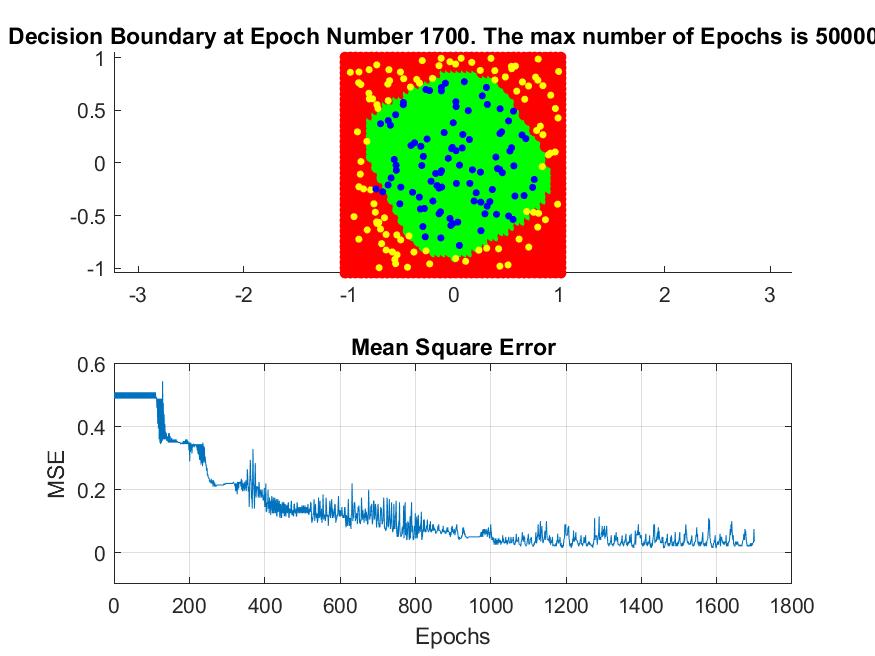 Decision Boundary at Epoch Number 1700. The max number of Epochs is 50000
1
0.5
0
-0.5
-1
-3 -2 -1 0 1 2 3
Mean Square Error
0.6
0.4
0.2
0
MSE
0 200 400 600 800 1000 1200 1400 1600 1800
Epochs